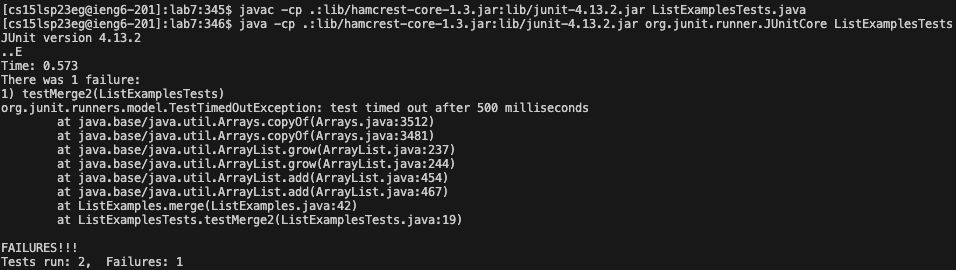 [cs15lsp23eg@ieng6-201]:lab7:345$ javac -cp .:lib/hamcrest-core-1.3.jar:lib/junit-4.13.2.jar ListExamplesTests.java
[cs15lsp23eg@ieng6-201]:lab7:346$ java -cp .:lib/hamcrest-core-1.3.jar:lib/junit-4.13.2.jar org.junit.runner.JUnitCore ListExamplesTests
JUnit version 4.13.2
..E
Time: 0.573
There was 1 failure:
1) testMerge2(ListExamplesTests)
org.junit.runners.model.TestTimedOutException: test timed out after 500 milliseconds
at java.base/java.util.Arrays.copyOf(Arrays.java:3512)
at java.base/java.util.Arrays.copyOf(Arrays.java:3481)
at java.base/java.util.ArrayList.grow(ArrayList.java:237)
at java.base/java.util.ArrayList.grow(ArrayList.java:244)
at java.base/java.util.ArrayList.add(ArrayList.java:454)
at java.base/java.util.ArrayList.add(ArrayList.java:467)
at ListExamples.merge(ListExamples.java:42)
at ListExamplesTests.testMerge2(ListExamplesTests.java:19)
FAILURES!!!
Tests run: 2,  Failures: 1